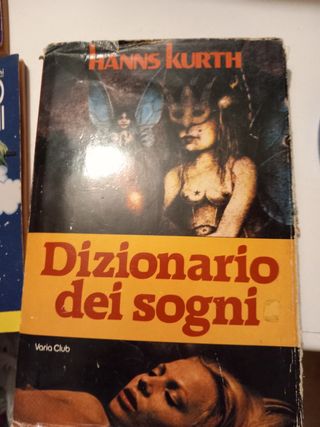 HANNS KURTH
Dizionario
dei sogni
Varia Club